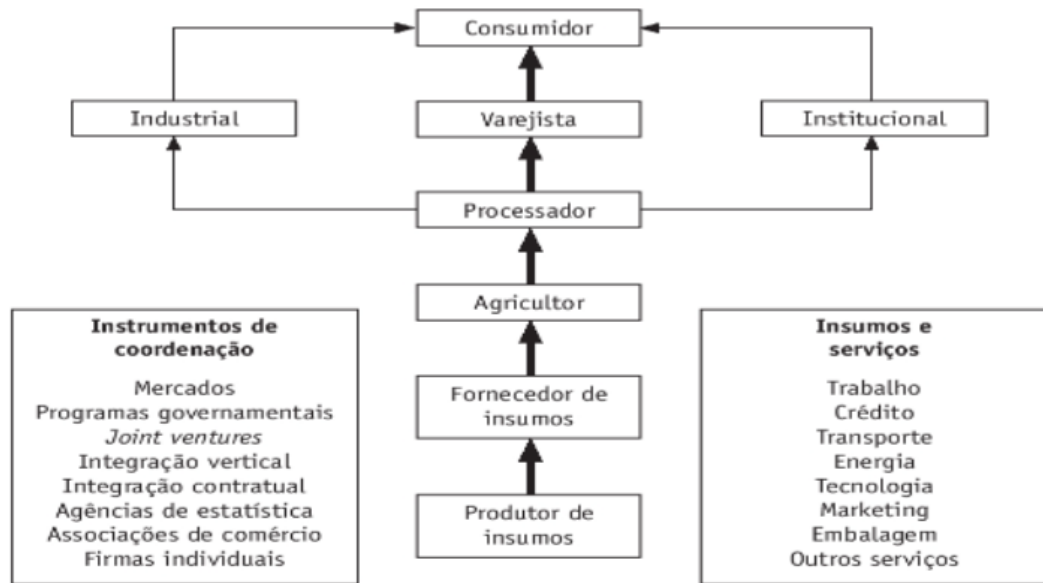 Consumidor
Industrial
Varejista
Institucional
Processador
Agricultor
Instrumentos de
coordenação
Mercados
Programas governamentais
Joint ventures
Integração vertical
Integração contratual
Agências de estatística
Associações de comércio
Firmas individuais
Fornecedor de
insumos
Produtor de
insumos
Insumos e
serviços
Trabalho
Crédito
Transporte
Energia
Tecnologia
Marketing
Embalagem
Outros serviços